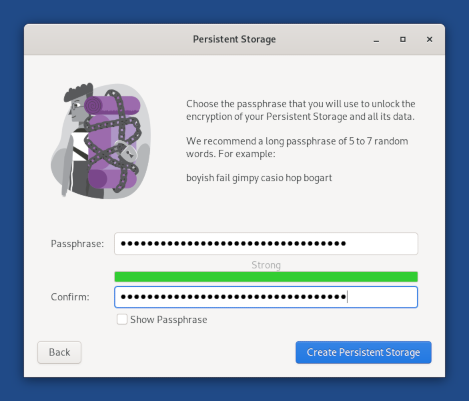 Persistent Storage
Choose the passphrase that you will use to unlock the
encryption of your Persistent Storage and all its data.
We recommend a long passphrase of 5 to 7 random
words. For example:
boyish fail gimpy casio hop bogart
Passphrase: ●●●●●●●●●●●●●●●●●●●●●●●●●●●●●●●●●●
Strong
Confirm: ●●●●●●●●●●●●●●●●●●●●●●●●●●●●●●●●●●
Show Passphrase
Back Create Persistent Storage